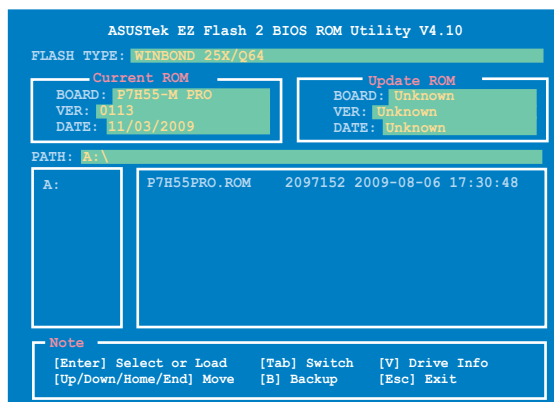 ASUSTek EZ Flash 2 BIOS ROM Utility V4.10
FLASH TYPE: WINBOND 25X/Q64
Current ROM
BOARD: P7H55-M PRO
VER: 0113
DATE: 11/03/2009
Update ROM
BOARD: Unknown
VER: Unknown
DATE: Unknown
PATH: A:\
A:
P7H55PRO.ROM 2097152 2009-08-06 17:30:48
Note
[Enter] Select or Load [Tab] Switch [V] Drive Info
[Up/Down/Home/End] Move [B] Backup [Esc] Exit